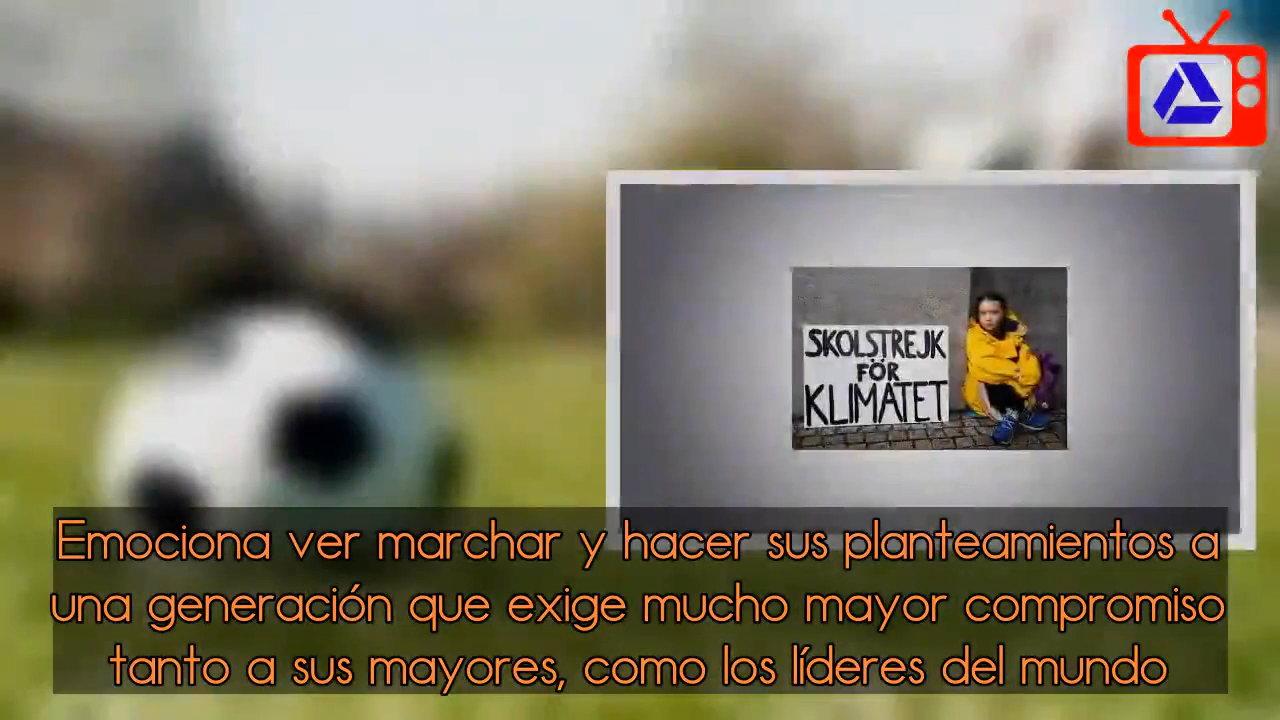 SKOLSTREJK
FÖR
KLIMATET
Emociona ver marchar y hacer sus planteamientos a
una generación que exige mucho mayor compromiso
tanto a sus mayores, como los líderes del mundo